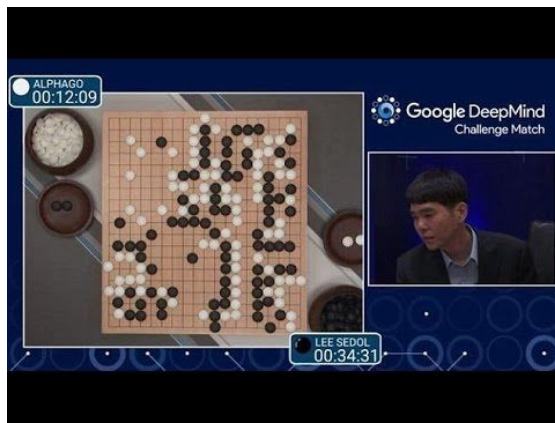 ALPHAGO
00:12:09
Google DeepMind
Challenge Match
LEE SEDOL
00:34:31